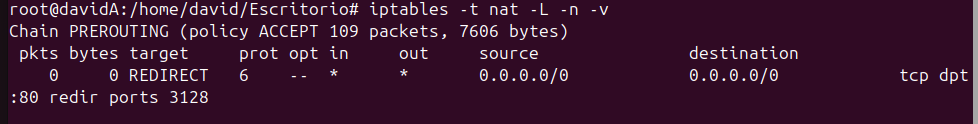 root@davidA:/home/david/Escritorio# iptables -t nat -L -n -v
Chain PREROUTING (policy ACCEPT 109 packets, 7606 bytes)
 pkts bytes target     prot opt in     out     source               destination
    0     0 REDIRECT   6    --  *      *       0.0.0.0/0            0.0.0.0/0            tcp dpt
:80 redir ports 3128